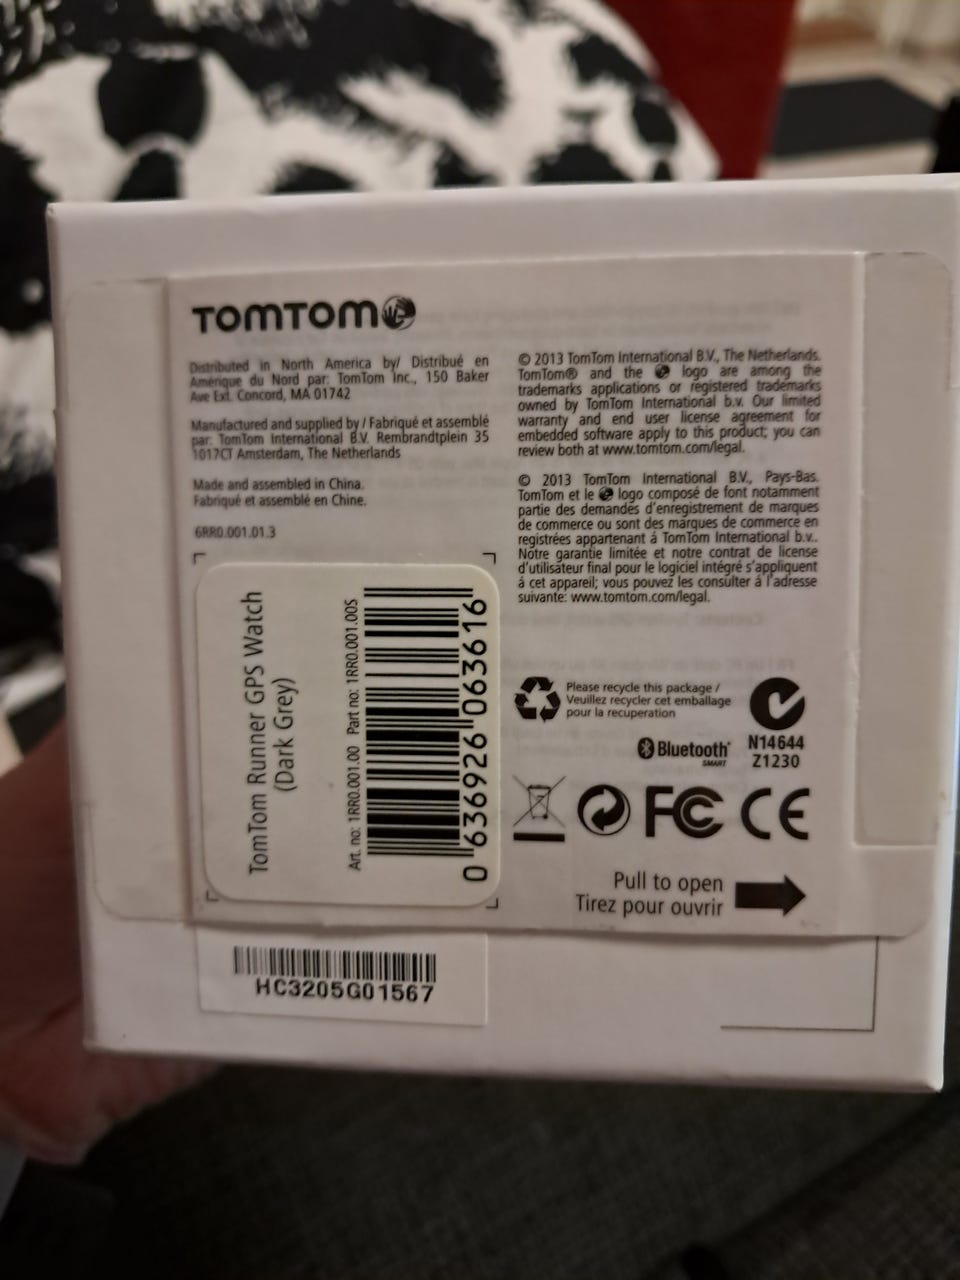 TOMTOM
Distributed in North America by/ Distribué en
Amérique du Nord par: TomTom Inc., 150 Baker
Ave Ext. Concord, MA 01742
Manufactured and supplied by / Fabriqué et assemblé
par: TomTom International B.V. Rembrandtplein 35
1017CT Amsterdam, The Netherlands
Made and assembled in China.
Fabriqué et assemblé en Chine.
6RR0.001.01.3
© 2013 TomTom International B.V., The Netherlands.
TomTom® and the logo are among the
trademarks applications or registered trademarks
owned by TomTom International b.v. Our limited
warranty and end user license agreement for
embedded software apply to this product; you can
review both at www.tomtom.com/legal.
© 2013 TomTom International B.V., Pays-Bas.
TomTom et le logo composé de font notamment
partie des demandes d'enregistrement de marques
de commerce ou sont des marques de commerce en
registrées appartenant á TomTom International b.v..
Notre garantie limitée et notre contrat de license
d'utilisateur final pour le logiciel intégré s'appliquent
á cet appareil; vous pouvez les consulter á l'adresse
suivante: www.tomtom.com/legal.
TomTom Runner GPS Watch
(Dark Grey)
Art. no: 1RR0.001.00 Part no: 1RR0.001.00S
0 636926 063616
Please recycle this package /
Veuillez recycler cet emballage
pour la recuperation
Bluetooth®
SMART
N14644
Z1230
FC CE
Pull to open
Tirez pour ouvrir
HC3205G01567